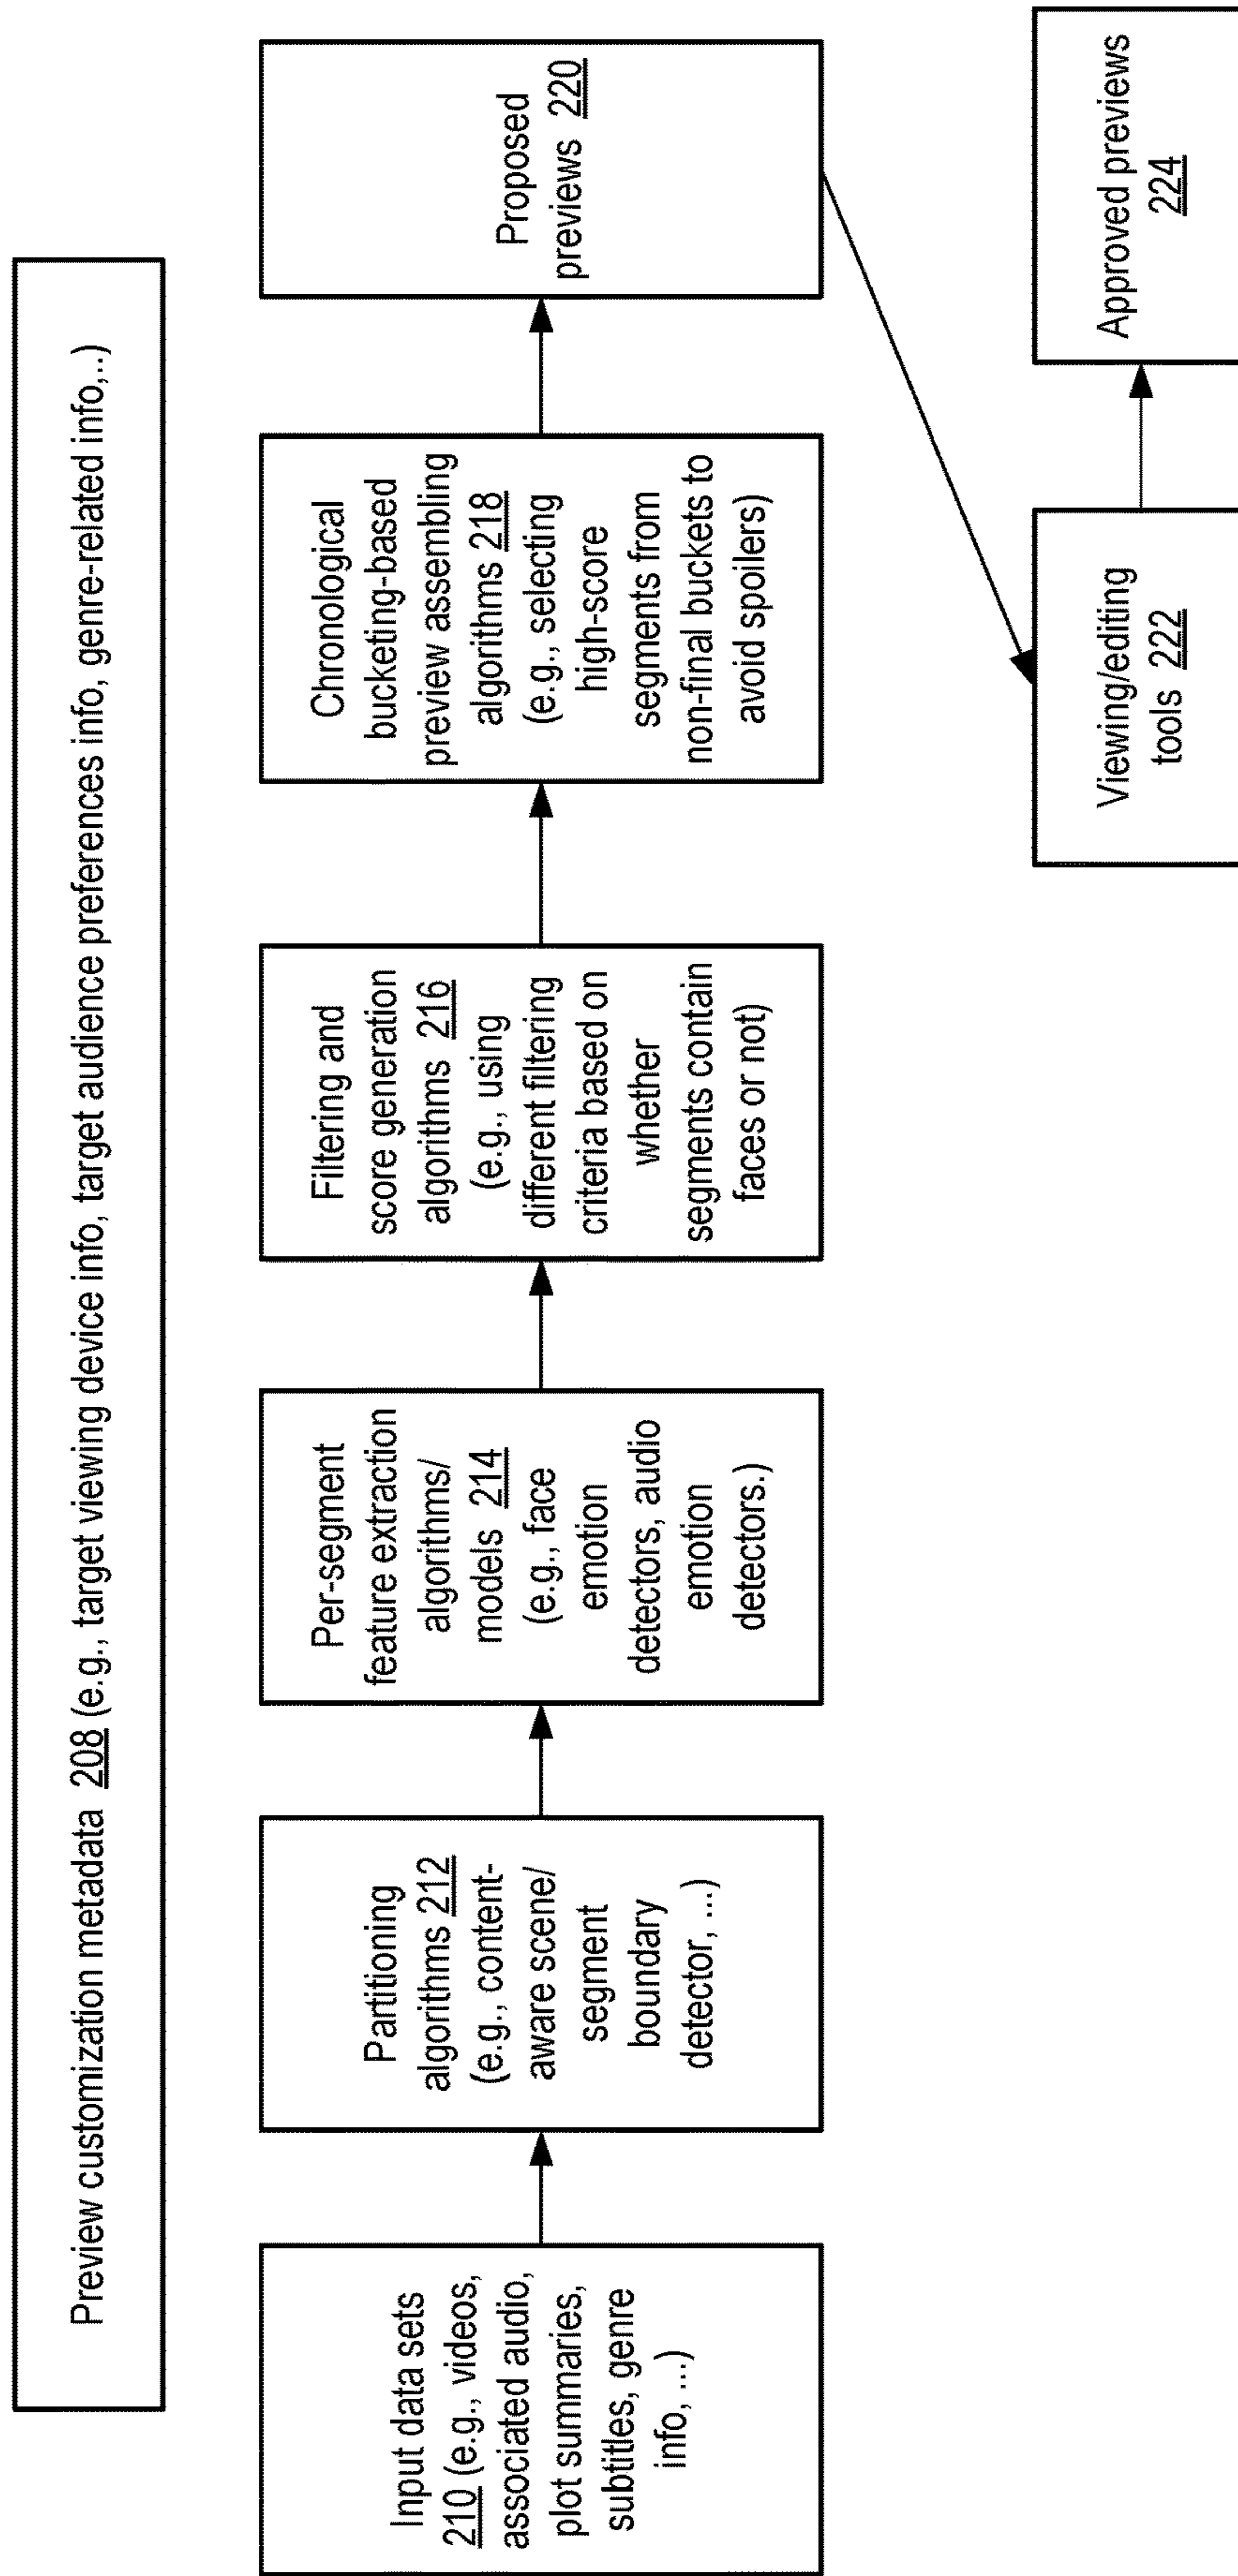 Preview customization metadata 208 (e.g., target viewing device info, target audience preferences info, genre-related info,..)
Input data sets
210 (e.g., videos,
associated audio,
plot summaries,
subtitles, genre
info, ...)
Partitioning
algorithms 212
(e.g., content-
aware scene/
segment
boundary
detector, ...)
Per-segment
feature extraction
algorithms/
models 214
(e.g., face
emotion
detectors, audio
emotion
detectors.)
Filtering and
score generation
algorithms 216
(e.g., using
different filtering
criteria based on
whether
segments contain
faces or not)
Chronological
bucketing-based
preview assembling
algorithms 218
(e.g., selecting
high-score
segments from
non-final buckets to
avoid spoilers)
Proposed
previews 220
Viewing/editing
tools 222
Approved previews
224